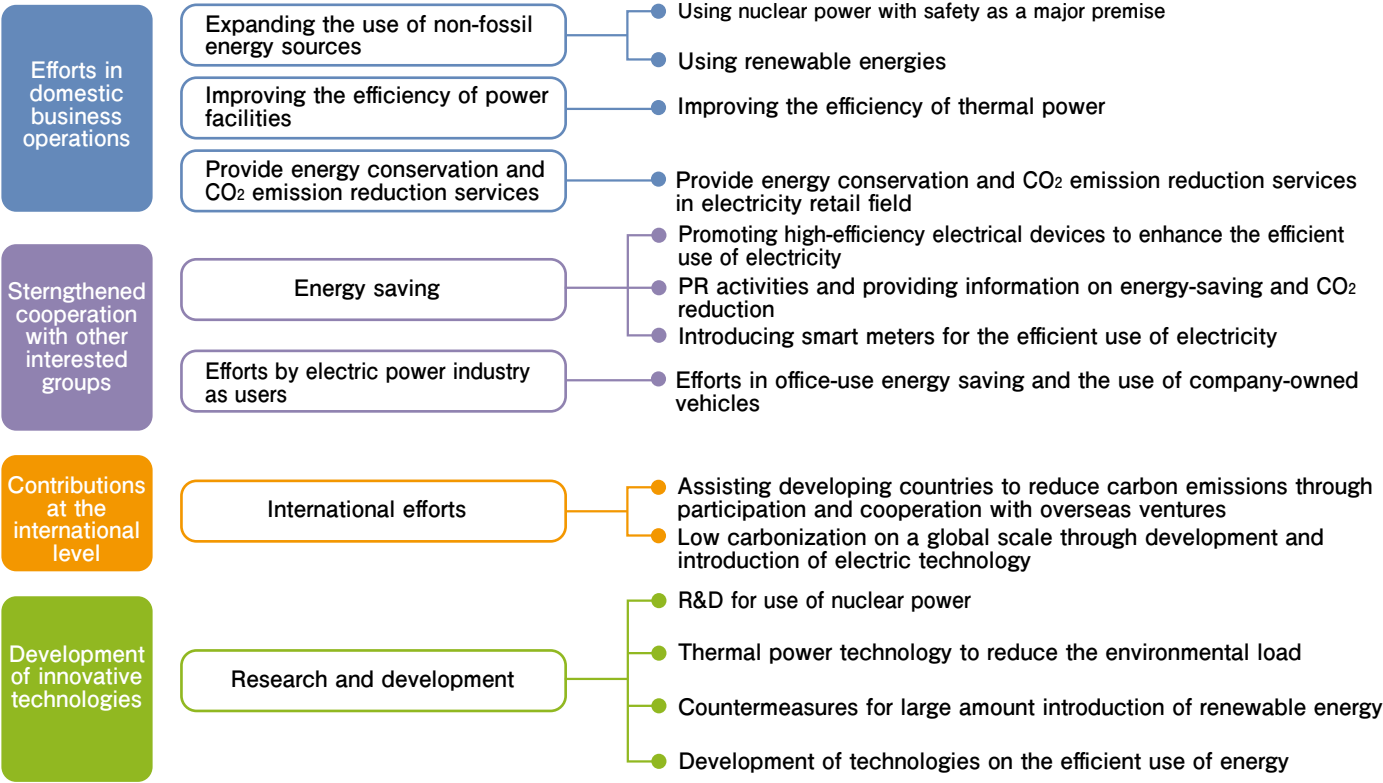 Efforts in
domestic
business
operations
Expanding the use of non-fossil
energy sources
Using nuclear power with safety as a major premise
Using renewable energies
Improving the efficiency of power
facilities
Improving the efficiency of thermal power
Provide energy conservation and
CO2 emission reduction services
Provide energy conservation and CO2 emission reduction services
in electricity retail field
Sterngthened
cooperation
with other
interested
groups
Energy saving
Promoting high-efficiency electrical devices to enhance the efficient
use of electricity
PR activities and providing information on energy-saving and CO2
reduction
Introducing smart meters for the efficient use of electricity
Efforts by electric power industry
as users
Efforts in office-use energy saving and the use of company-owned
vehicles
Contributions
at the
international
level
International efforts
Assisting developing countries to reduce carbon emissions through
participation and cooperation with overseas ventures
Low carbonization on a global scale through development and
introduction of electric technology
Development
of innovative
technologies
Research and development
R&D for use of nuclear power
Thermal power technology to reduce the environmental load
Countermeasures for large amount introduction of renewable energy
Development of technologies on the efficient use of energy